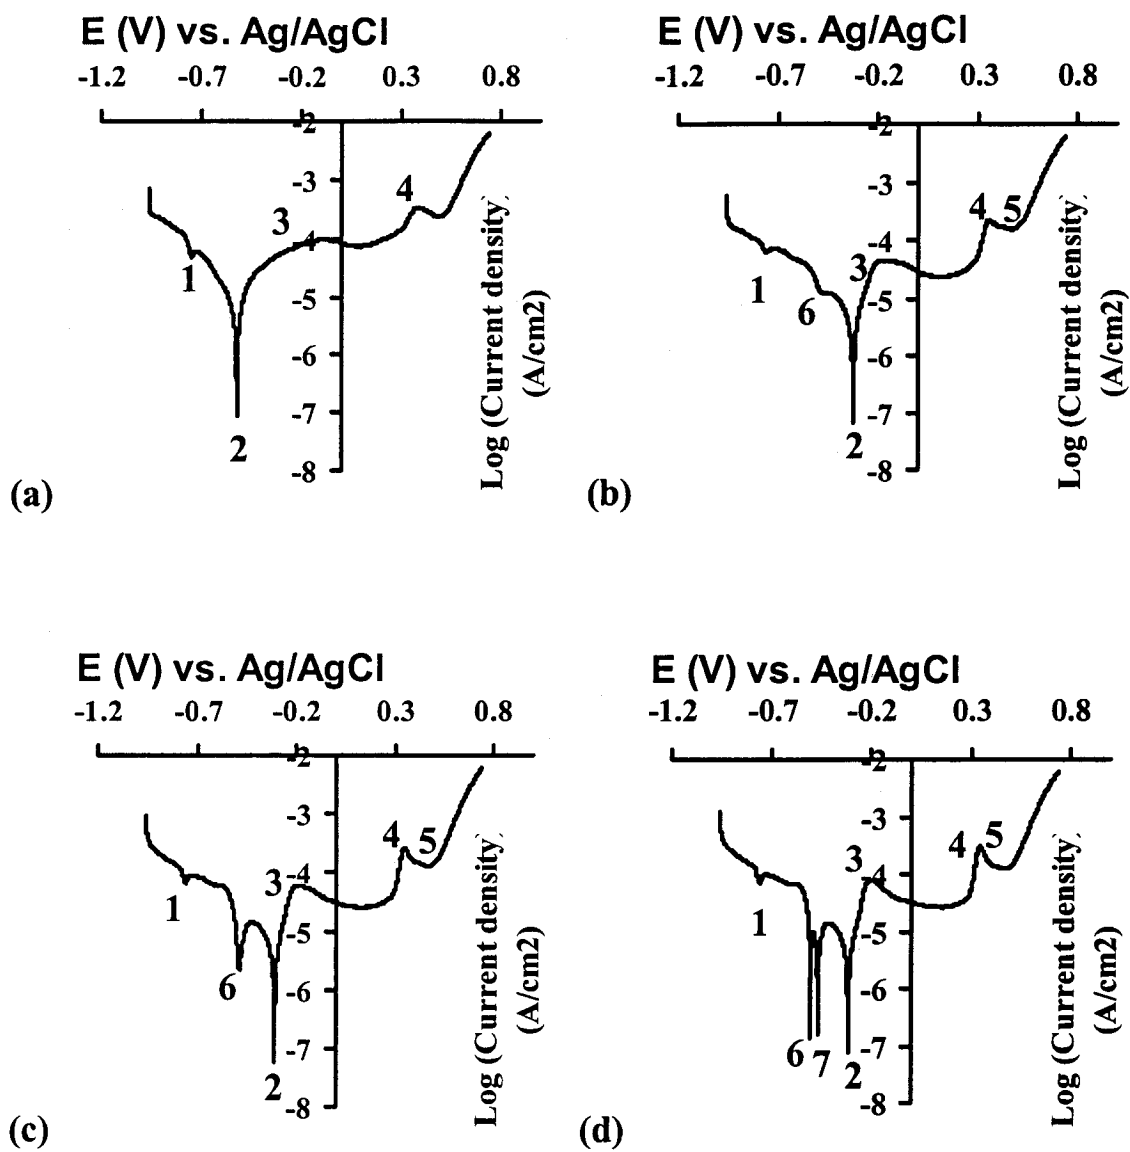 E (V) vs. Ag/AgCl
-1.2 -0.7 -0.2 0.3 0.8
-2
-3
-4
-5
-6
-7
-8
1
2
3
4
Log (Current density)
(A/cm2)
(a)
E (V) vs. Ag/AgCl
-1.2 -0.7 -0.2 0.3 0.8
-2
-3
-4
-5
-6
-7
-8
1
6
2
3
4
5
Log (Current density)
(A/cm2)
(b)
E (V) vs. Ag/AgCl
-1.2 -0.7 -0.2 0.3 0.8
-2
-3
-4
-5
-6
-7
-8
1
6
2
3
4
5
Log (Current density)
(A/cm2)
(c)
E (V) vs. Ag/AgCl
-1.2 -0.7 -0.2 0.3 0.8
-2
-3
-4
-5
-6
-7
-8
1
6
7
2
3
4
5
Log (Current density)
(A/cm2)
(d)